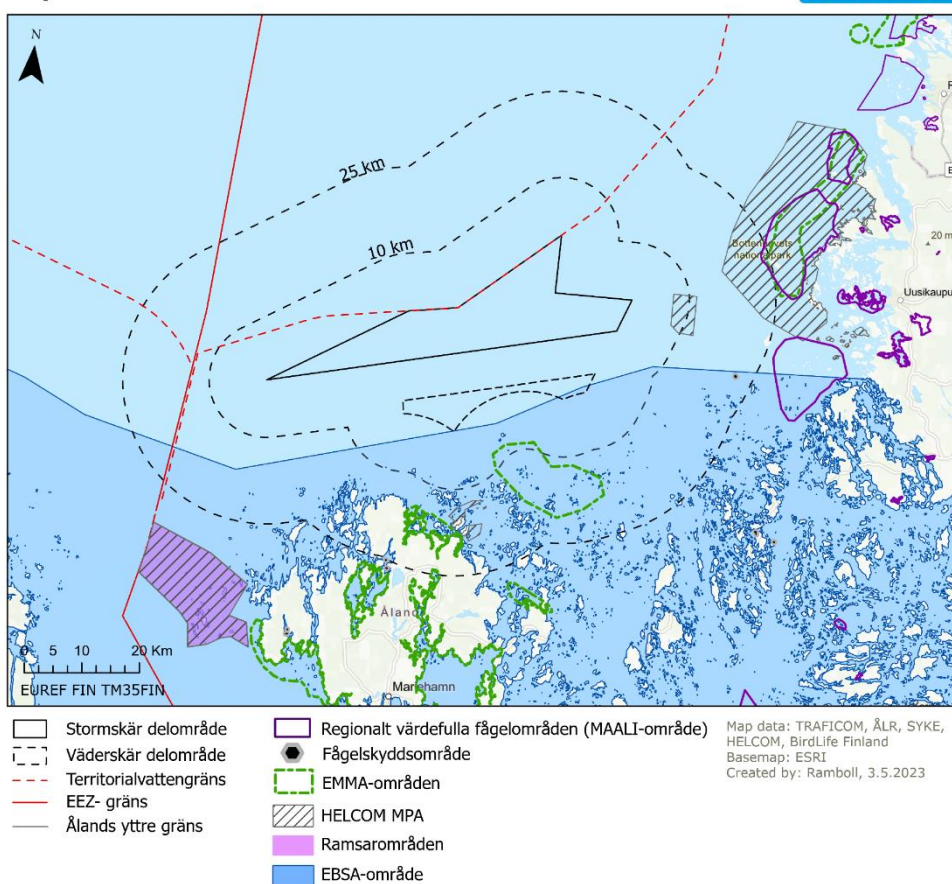 N
25 km
10 km
Bottenhavets
nationalpark
20 m
Uusikaupu
Åland
Mariehamn
0 5 10 20 Km
EUREF FIN TM35FIN
Stormskär delområde
Väderskär delområde
Territorialvattengräns
EEZ- gräns
Ålands yttre gräns
Regionalt värdefulla fågelområden (MAALI-område)
Fågelskyddsområde
EMMA-områden
HELCOM MPA
Ramsarområden
EBSA-område
Map data: TRAFICOM, ÅLR, SYKE,
HELCOM, BirdLife Finland
Basemap: ESRI
Created by: Ramboll, 3.5.2023